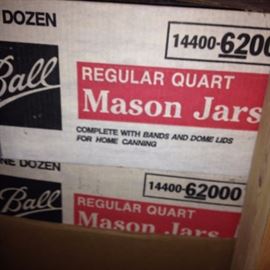 E DOZEN
14400-6200
Ball
REGULAR QUART
Mason Jars
COMPLETE WITH BANDS AND DOME LIDS
FOR HOME CANNING
NE DOZEN
14400-62000
Ball
REGULAR QUART
Mason Jars